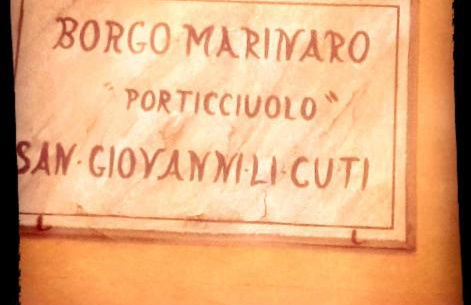 BORGO MARINARO
"PORTICCIUOLO"
SAN·GIOVANNI·LI·CUTI